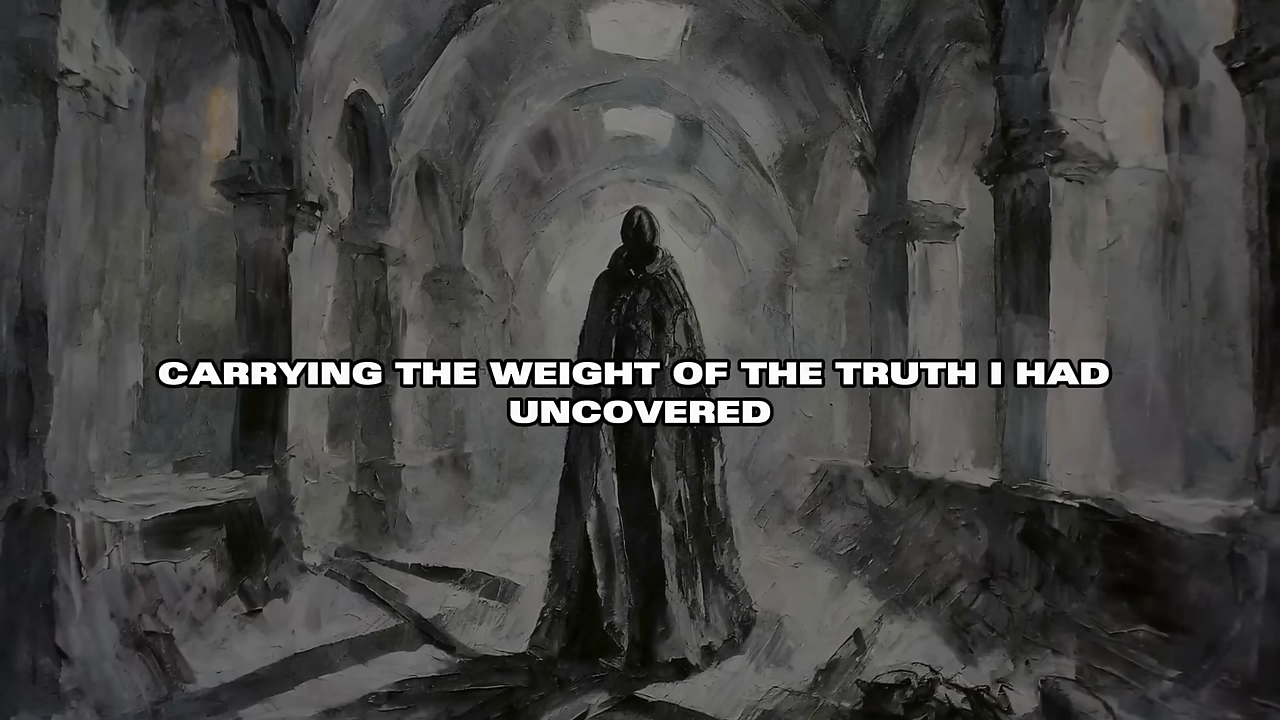 CARRYING THE WEIGHT OF THE TRUTH I HAD
UNCOVERED